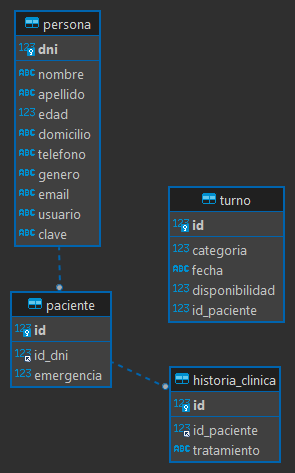 persona
123 dni
ABC nombre
ABC apellido
123 edad
ABC domicilio
ABC telefono
ABC genero
ABC email
ABC usuario
ABC clave
turno
123 id
123 categoria
ABC fecha
123 disponibilidad
123 id_paciente
paciente
123 id
123 id_dni
123 emergencia
historia_clinica
123 id
123 id_paciente
ABC tratamiento